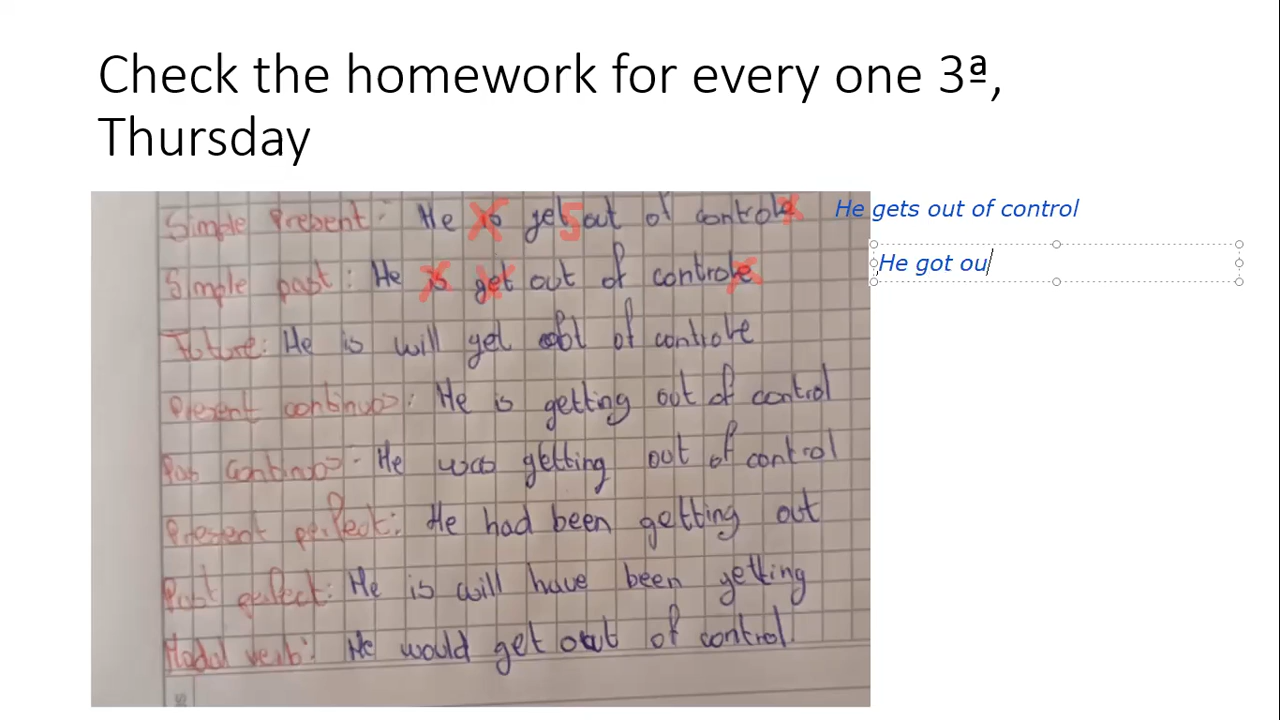 Check the homework for every one 3ª,
Thursday
Simple Present: He is gets out of controle
He gets out of control
Simple past: He is get out of controle
He got ou
Future: He is will get out of controle
Present continuos: He is getting out of control
Pas continuos: He was getting out of control
Present perfect: He had been getting out
Past perfect: He is will have been getting
Modal verb: He would get out of control.